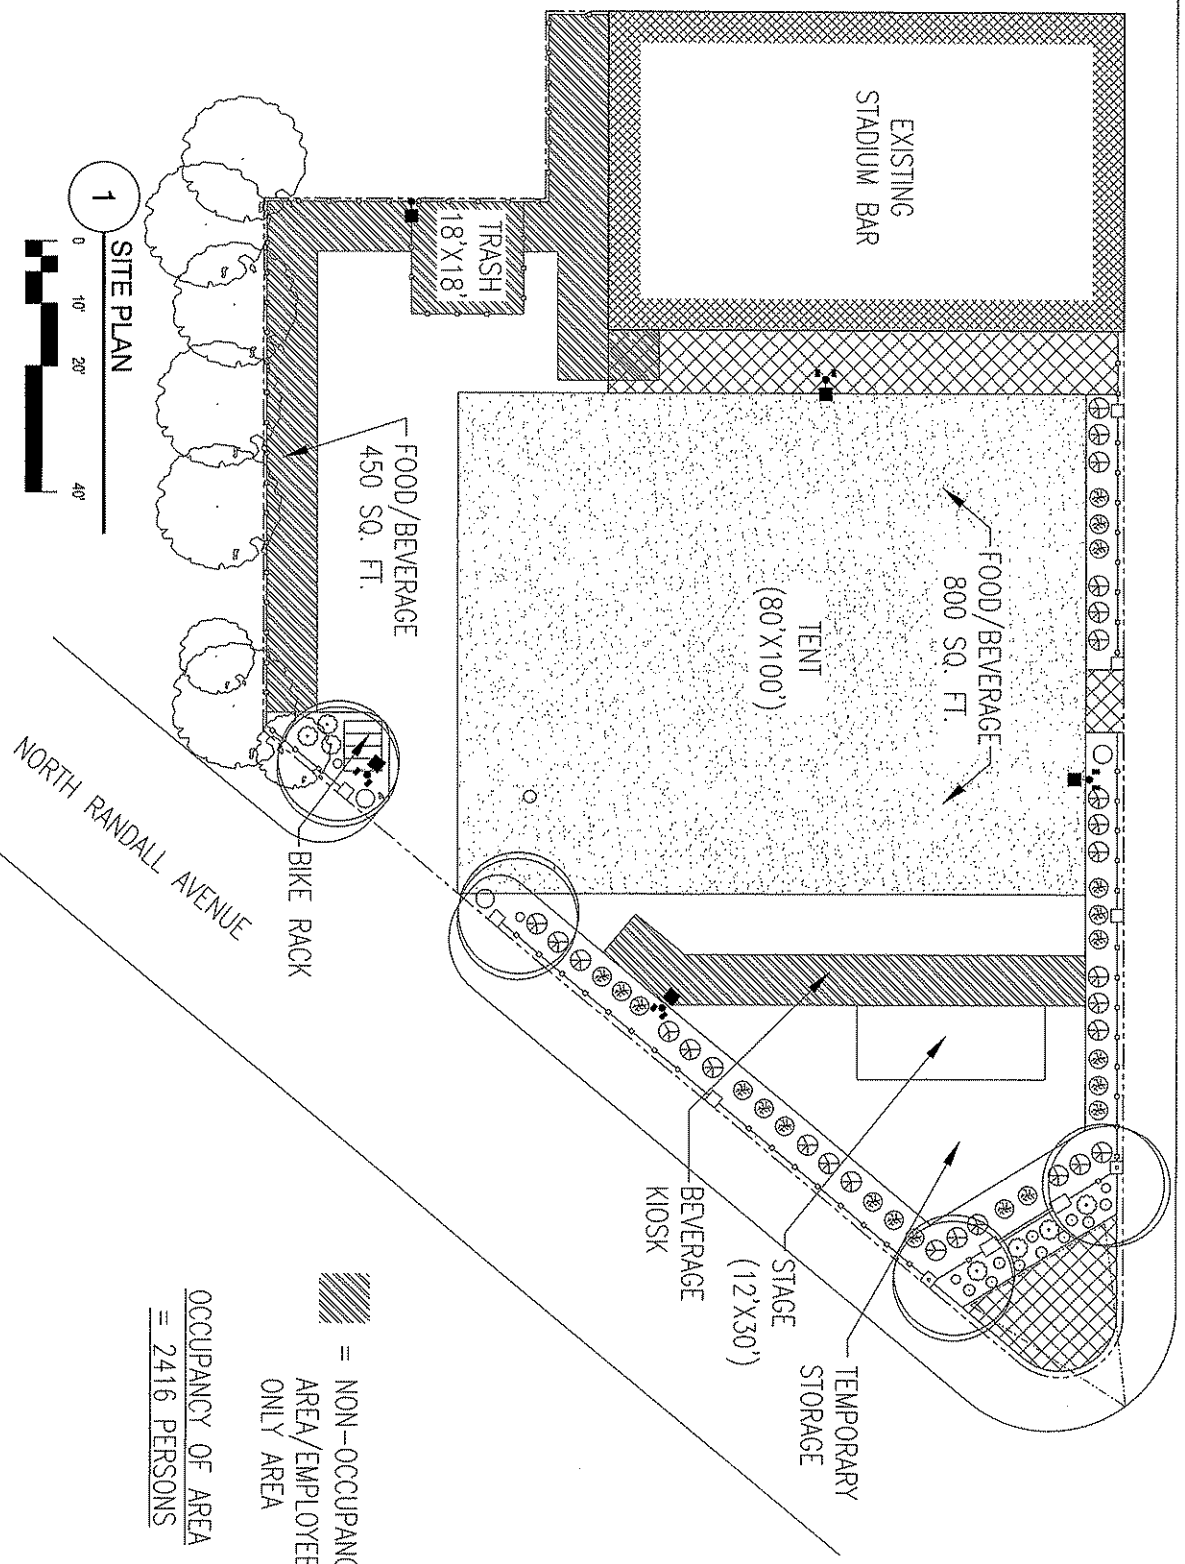 EXISTING
STADIUM BAR
TRASH
18'X18'
FOOD/BEVERAGE
800 SQ. FT.
TENT
(80'X100')
FOOD/BEVERAGE
450 SQ. FT.
BIKE RACK
NORTH RANDALL AVENUE
BEVERAGE
KIOSK
STAGE
(12'X30')
TEMPORARY
STORAGE
1
SITE PLAN
0 10' 20' 40'
= NON-OCCUPANC
AREA/EMPLOYEE
ONLY AREA
OCCUPANCY OF AREA
= 2416 PERSONS